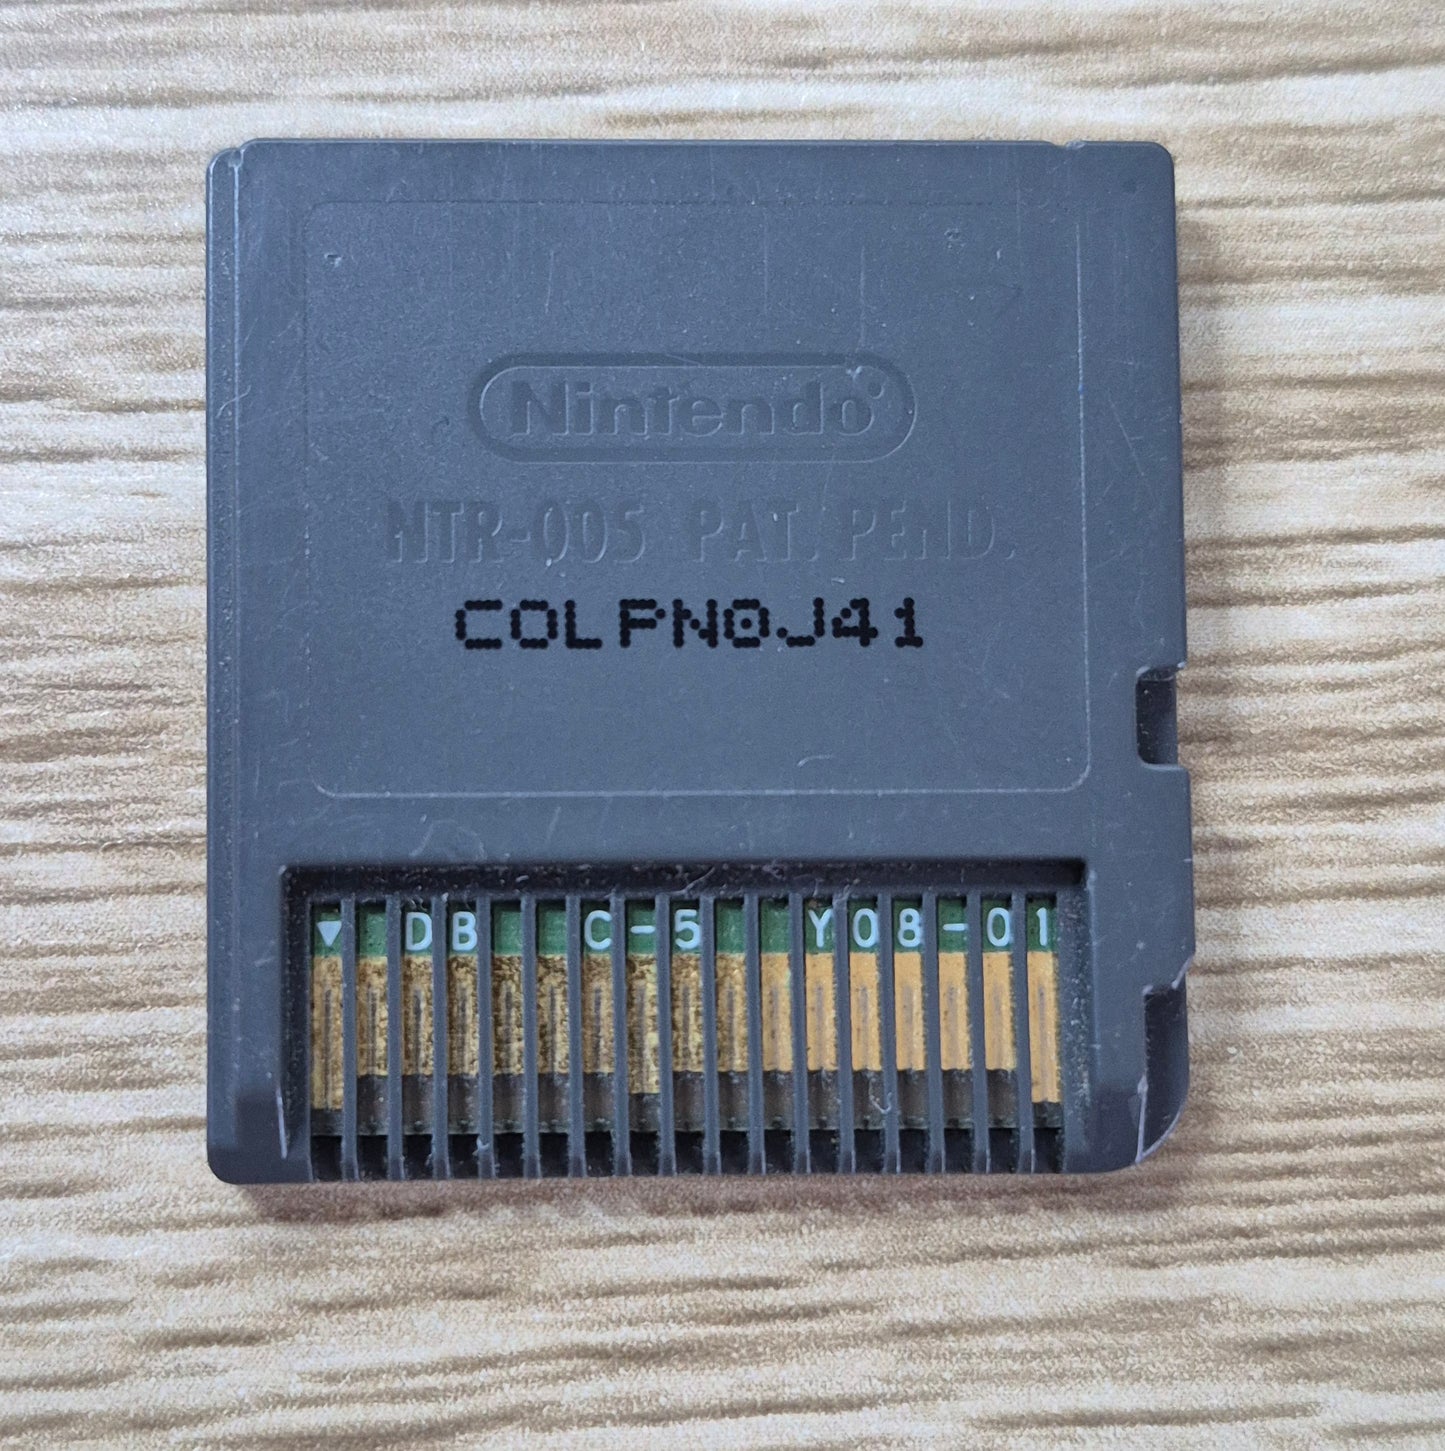 Nintendo®
NTR-005 PAT. PEND.
COLPN0J41
▼ DB C-5 Y08-01